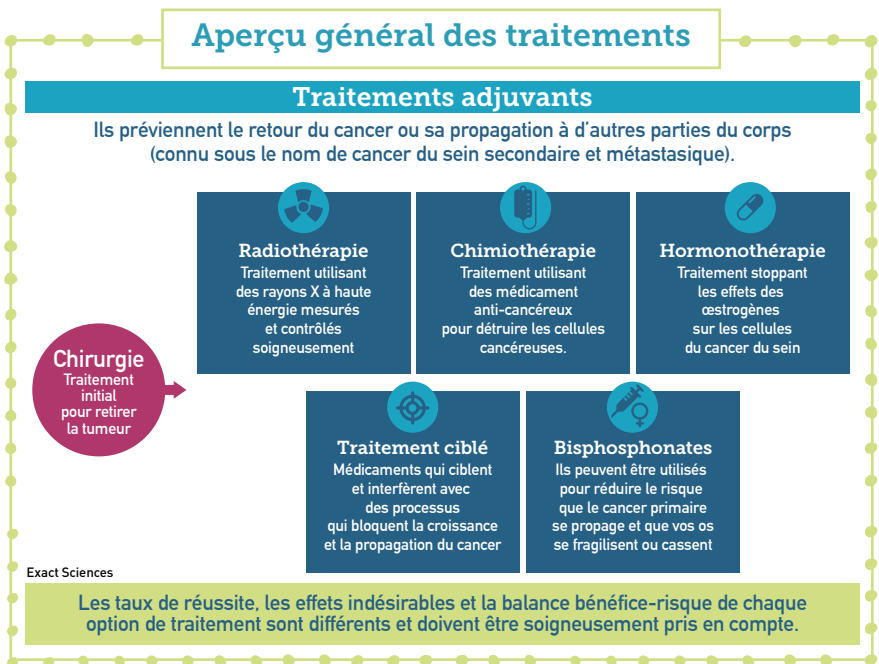 Aperçu général des traitements
Traitements adjuvants
Ils préviennent le retour du cancer ou sa propagation à d'autres parties du corps
(connu sous le nom de cancer du sein secondaire et métastasique).
Chirurgie
Traitement
initial
pour retirer
la tumeur
Radiothérapie
Traitement utilisant
des rayons X à haute
énergie mesurés
et contrôlés
soigneusement
Chimiothérapie
Traitement utilisant
des médicament
anti-cancéreux
pour détruire les cellules
cancéreuses.
Hormonothérapie
Traitement stoppant
les effets des
œstrogènes
sur les cellules
du cancer du sein
Traitement ciblé
Médicaments qui ciblent
et interfèrent avec
des processus
qui bloquent la croissance
et la propagation du cancer
Bisphosphonates
Ils peuvent être utilisés
pour réduire le risque
que le cancer primaire
se propage et que vos os
se fragilisent ou cassent
Exact Sciences
Les taux de réussite, les effets indésirables et la balance bénéfice-risque de chaque
option de traitement sont différents et doivent être soigneusement pris en compte.